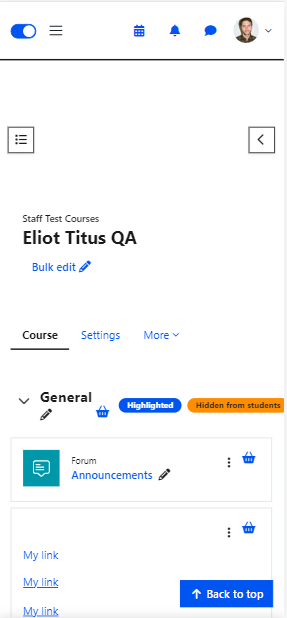 Staff Test Courses
Eliot Titus QA
Bulk edit
Course Settings More
General Highlighted Hidden from students
Forum
Announcements
My link
My link
My link
Back to top